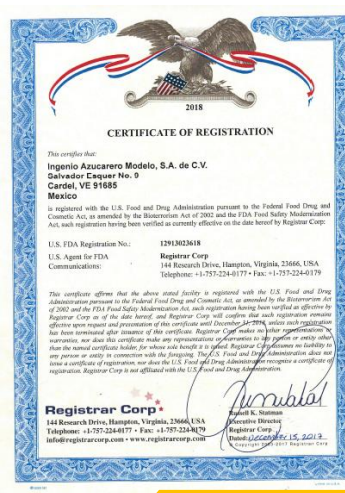 2018
CERTIFICATE OF REGISTRATION
This certifies that:
Ingenio Azucarero Modelo, S.A. de C.V.
Salvador Esquer No. 9
Cardel, VE 91685
Mexico
is registered with the U.S. Food and Drug Administration pursuant to the Federal Food Drug and
Cosmetic Act, as amended by the Bioterrorism Act of 2002 and the FDA Food Safety Modernization
Act, such registration having been verified as currently effective on the date hereof by Registrar Corp:
U.S. FDA Registration No.: 12913023618
U.S. Agent for FDA Registrar Corp
Communications: 144 Research Drive, Hampton, Virginia, 23666, USA
Telephone: +1-757-224-0177 • Fax: +1-757-224-0179
This certificate affirms that the above stated facility is registered with the U.S. Food and Drug
Administration pursuant to the Federal Food Drug and Cosmetic Act, as amended by the Bioterrorism Act
of 2002 and the FDA Food Safety Modernization Act, such registration having been verified as effective by
Registrar Corp as of the date hereof, and Registrar Corp will confirm that such registration remains
effective upon request and presentation of this certificate until December 31, 2018, unless such registration
has been terminated after issuance of this certificate. Registrar Corp makes no other representations or
warranties, nor does this certificate make any representations or warranties to any person or entity other
than the named certificate holder, for whose sole benefit it is issued. Registrar Corp assumes no liability to
any person or entity in connection with the foregoing. The U.S. Food and Drug Administration does not
issue a certificate of registration, nor does the U.S. Food and Drug Administration recognize a certificate of
registration. Registrar Corp is not affiliated with the U.S. Food and Drug Administration.
Registrar Corp
144 Research Drive, Hampton, Virginia, 23666, USA
Telephone: +1-757-224-0177 • Fax: +1-757-224-0179
info@registrarcorp.com • www.registrarcorp.com
Russell K. Statman
Executive Director
Registrar Corp
Dated: December 15, 2017
© Copyright 2003-2017 Registrar Corp